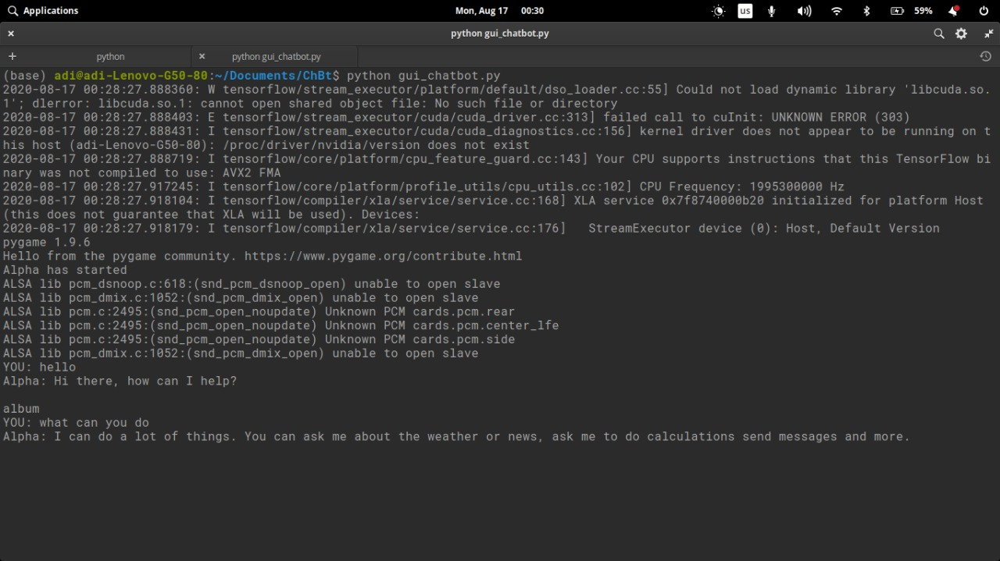 Applications
Mon, Aug 17 00:30
us
59%
python gui_chatbot.py
python
python gui_chatbot.py
(base) adi@adi-Lenovo-G50-80:~/Documents/ChBt$ python gui_chatbot.py
2020-08-17 00:28:27.888360: W tensorflow/stream_executor/platform/default/dso_loader.cc:55] Could not load dynamic library 'libcuda.so.
1'; dlerror: libcuda.so.1: cannot open shared object file: No such file or directory
2020-08-17 00:28:27.888403: E tensorflow/stream_executor/cuda/cuda_driver.cc:313] failed call to cuInit: UNKNOWN ERROR (303)
2020-08-17 00:28:27.888431: I tensorflow/stream_executor/cuda/cuda_diagnostics.cc:156] kernel driver does not appear to be running on t
his host (adi-Lenovo-G50-80): /proc/driver/nvidia/version does not exist
2020-08-17 00:28:27.888719: I tensorflow/core/platform/cpu_feature_guard.cc:143] Your CPU supports instructions that this TensorFlow bi
nary was not compiled to use: AVX2 FMA
2020-08-17 00:28:27.917245: I tensorflow/core/platform/profile_utils/cpu_utils.cc:102] CPU Frequency: 1995300000 Hz
2020-08-17 00:28:27.918104: I tensorflow/compiler/xla/service/service.cc:168] XLA service 0x7f8740000b20 initialized for platform Host
(this does not guarantee that XLA will be used). Devices:
2020-08-17 00:28:27.918179: I tensorflow/compiler/xla/service/service.cc:176]   StreamExecutor device (0): Host, Default Version
pygame 1.9.6
Hello from the pygame community. https://www.pygame.org/contribute.html
Alpha has started
ALSA lib pcm_dsnoop.c:618:(snd_pcm_dsnoop_open) unable to open slave
ALSA lib pcm_dmix.c:1052:(snd_pcm_dmix_open) unable to open slave
ALSA lib pcm.c:2495:(snd_pcm_open_noupdate) Unknown PCM cards.pcm.rear
ALSA lib pcm.c:2495:(snd_pcm_open_noupdate) Unknown PCM cards.pcm.center_lfe
ALSA lib pcm.c:2495:(snd_pcm_open_noupdate) Unknown PCM cards.pcm.side
ALSA lib pcm_dmix.c:1052:(snd_pcm_dmix_open) unable to open slave
YOU: hello
Alpha: Hi there, how can I help?
album
YOU: what can you do
Alpha: I can do a lot of things. You can ask me about the weather or news, ask me to do calculations send messages and more.